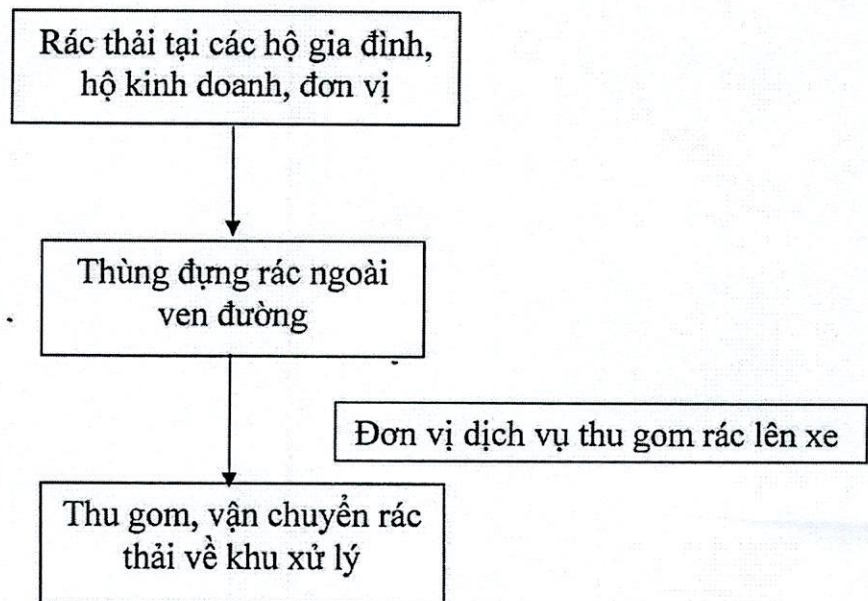 Rác thải tại các hộ gia đình,
hộ kinh doanh, đơn vị
Thùng đựng rác ngoài
ven đường
Đơn vị dịch vụ thu gom rác lên xe
Thu gom, vận chuyển rác
thải về khu xử lý